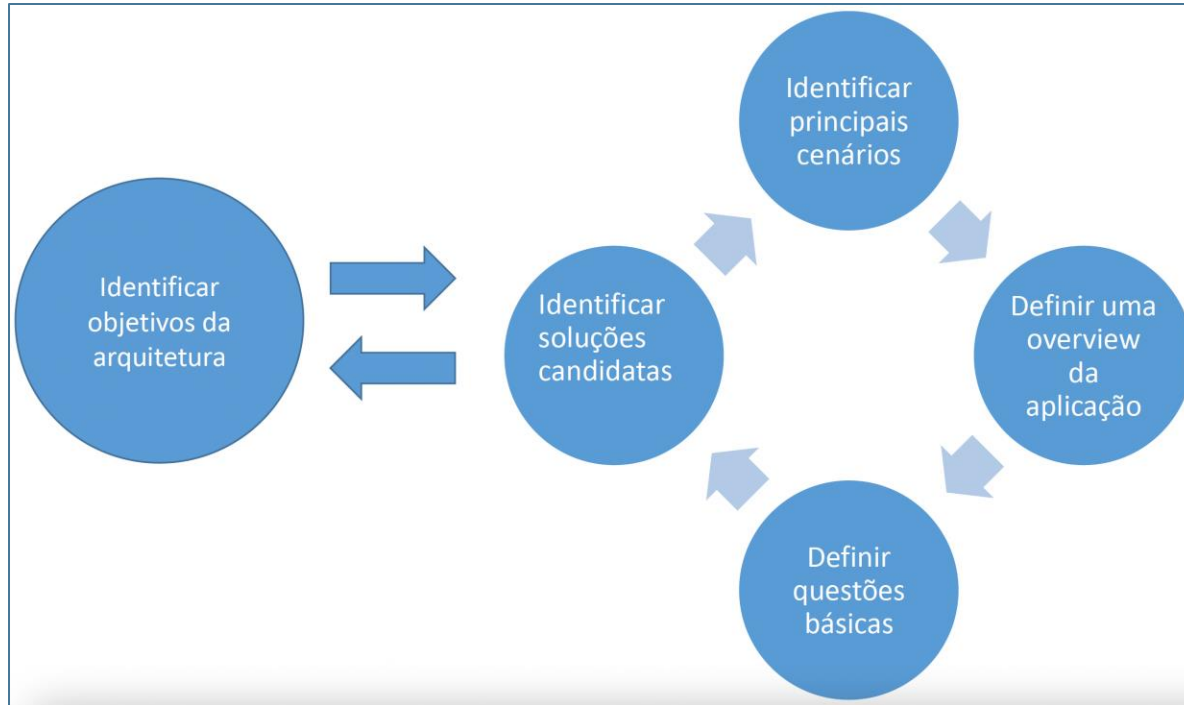 Identificar
objetivos da
arquitetura
Identificar
principais
cenários
Definir uma
overview
da
aplicação
Definir
questões
básicas
Identificar
soluções
candidatas